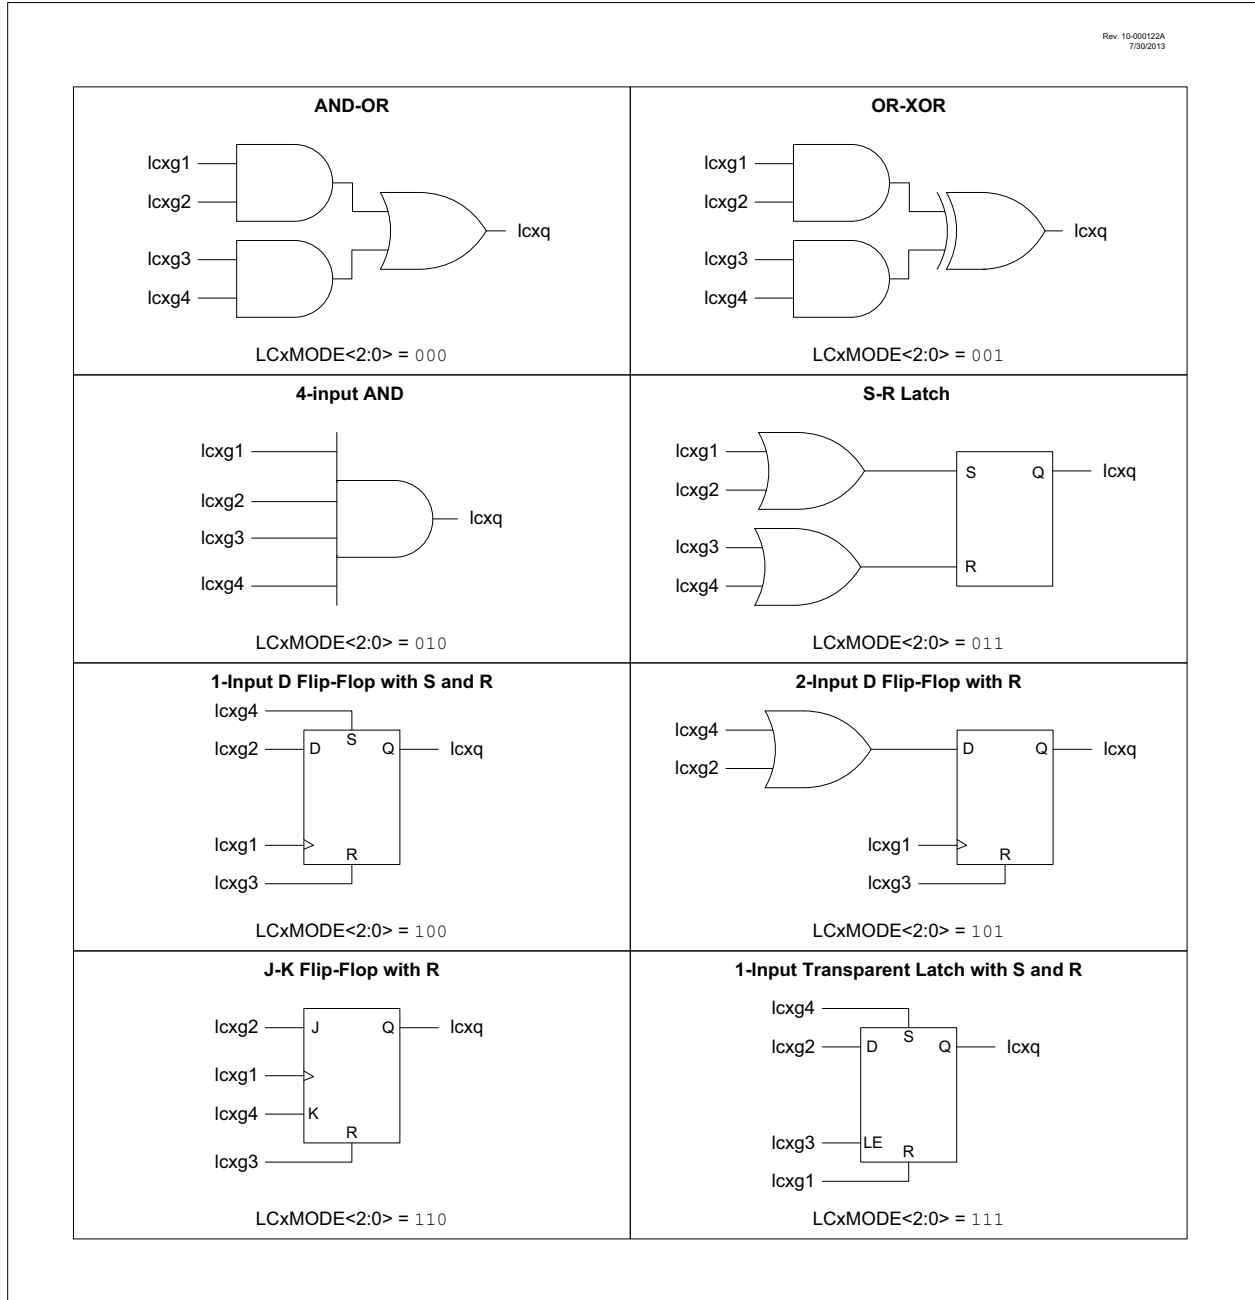 Rev. 10-000122A
7/30/2013
AND-OR
lcxg1
lcxg2
lcxg3
lcxg4
lcxq
LCxMODE<2:0> = 000
OR-XOR
lcxg1
lcxg2
lcxg3
lcxg4
lcxq
LCxMODE<2:0> = 001
4-input AND
lcxg1
lcxg2
lcxg3
lcxg4
lcxq
LCxMODE<2:0> = 010
S-R Latch
lcxg1
lcxg2
lcxg3
lcxg4
S
Q
lcxq
R
LCxMODE<2:0> = 011
1-Input D Flip-Flop with S and R
lcxg4
S
lcxg2
D
Q
lcxq
lcxg1
R
lcxg3
LCxMODE<2:0> = 100
2-Input D Flip-Flop with R
lcxg4
lcxg2
D
Q
lcxq
lcxg1
R
lcxg3
LCxMODE<2:0> = 101
J-K Flip-Flop with R
lcxg2
J
Q
lcxq
lcxg1
lcxg4
K
R
lcxg3
LCxMODE<2:0> = 110
1-Input Transparent Latch with S and R
lcxg4
S
lcxg2
D
Q
lcxq
lcxg3
LE
R
lcxg1
LCxMODE<2:0> = 111